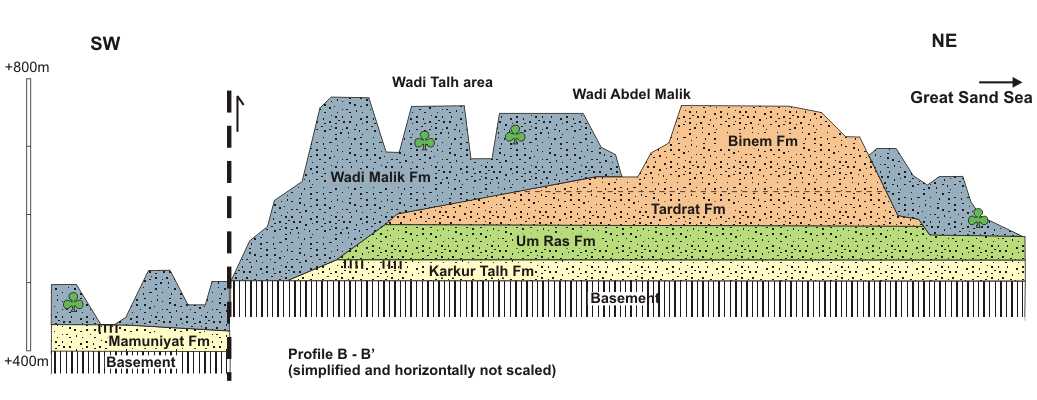 SW
NE
+800m
Wadi Talh area
Wadi Abdel Malik
Great Sand Sea
Binem Fm
Wadi Malik Fm
Tardrat Fm
Um Ras Fm
Karkur Talh Fm
Basement
Mamuniyat Fm
+400m
Basement
Profile B - B’
(simplified and horizontally not scaled)